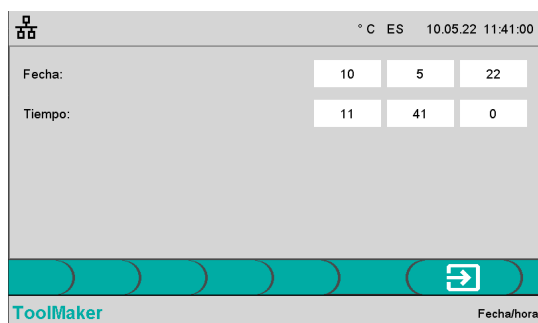 °C ES 10.05.22 11:41:00
Fecha: 10 5 22
Tiempo: 11 41 0
ToolMaker Fecha/hora